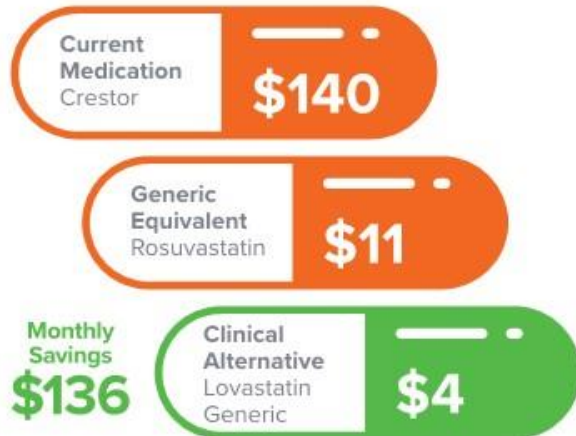 Current
Medication
Crestor
$140
Generic
Equivalent
Rosuvastatin
$11
Monthly
Savings
$136
Clinical
Alternative
Lovastatin
Generic
$4